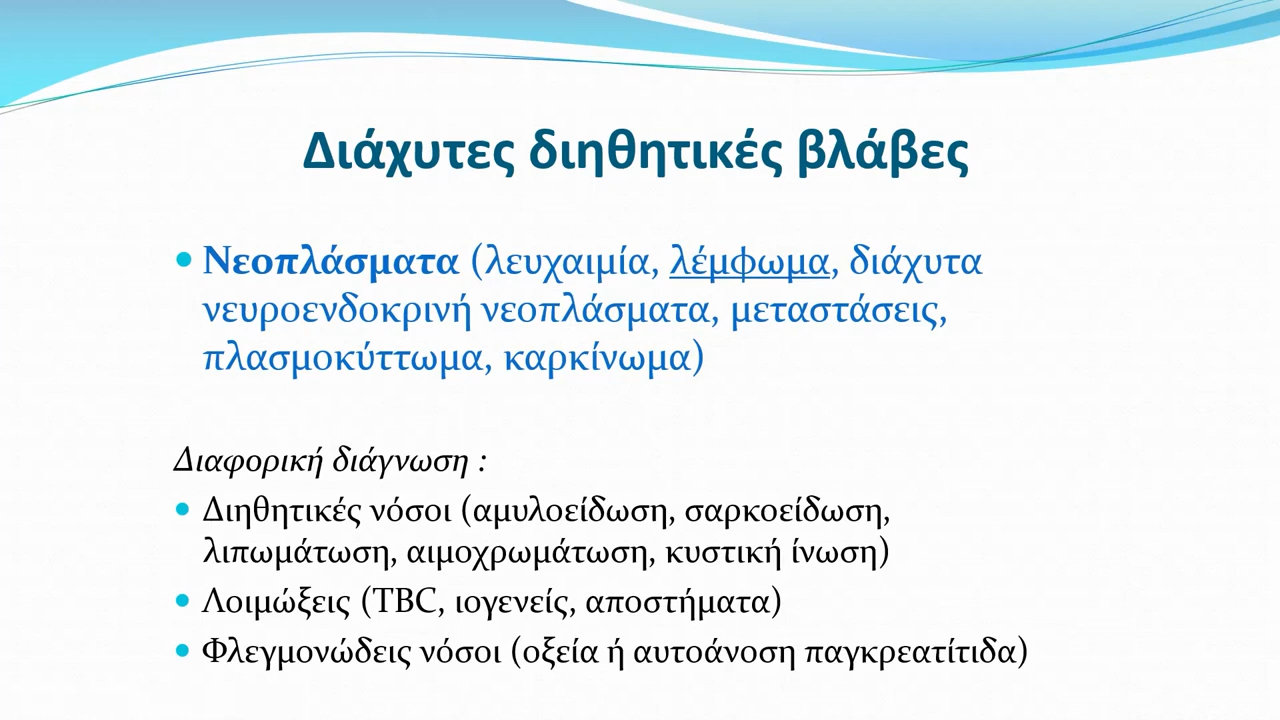 Διάχυτες διηθητικές βλάβες
• Νεοπλάσματα (λευχαιμία, λέμφωμα, διάχυτα
νευροενδοκρινή νεοπλάσματα, μεταστάσεις,
πλασμοκύττωμα, καρκίνωμα)
Διαφορική διάγνωση :
• Διηθητικές νόσοι (αμυλοείδωση, σαρκοείδωση,
λιπωμάτωση, αιμοχρωμάτωση, κυστική ίνωση)
• Λοιμώξεις (TBC, ιογενείς, αποστήματα)
• Φλεγμονώδεις νόσοι (οξεία ή αυτοάνοση παγκρεατίτιδα)